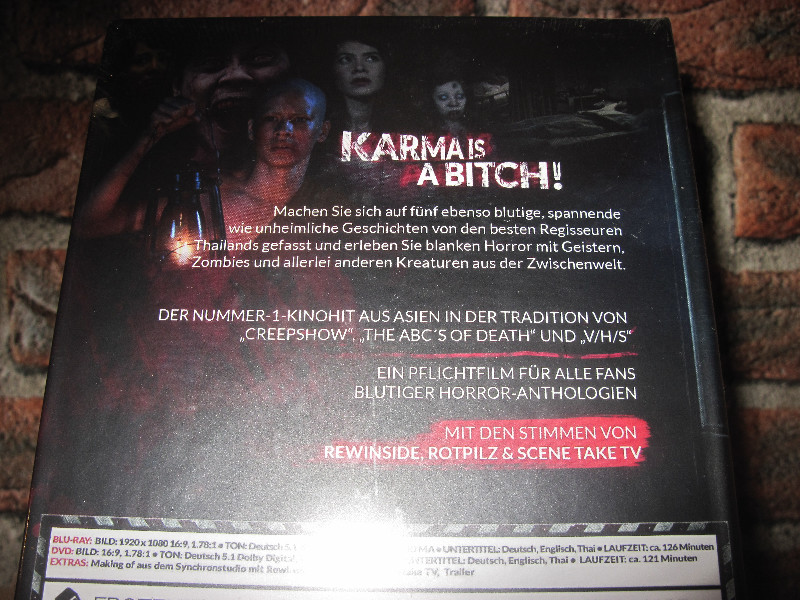 KARMA IS
A BITCH!
Machen Sie sich auf fünf ebenso blutige, spannende
wie unheimliche Geschichten von den besten Regisseuren
Thailands gefasst und erleben Sie blanken Horror mit Geistern,
Zombies und allerlei anderen Kreaturen aus der Zwischenwelt.
DER NUMMER-1-KINOHIT AUS ASIEN IN DER TRADITION VON
„CREEPSHOW“, „THE ABC´S OF DEATH“ UND „V/H/S“
EIN PFLICHTFILM FÜR ALLE FANS
BLUTIGER HORROR-ANTHOLOGIEN
MIT DEN STIMMEN VON
REWINSIDE, ROTPILZ & SCENE TAKE TV
BLU-RAY: BILD: 1920 x 1080 16:9, 1.78:1 • TON: Deutsch 5.1 • UNTERTITEL: Deutsch, Englisch, Thai • LAUFZEIT: ca. 126 Minuten
DVD: BILD: 16:9, 1.78:1 • TON: Deutsch 5.1 Dolby Digital, Deutsch, Englisch, Thai • LAUFZEIT: ca. 121 Minuten
EXTRAS: Making of aus dem Synchronstudio mit TV, Trailer